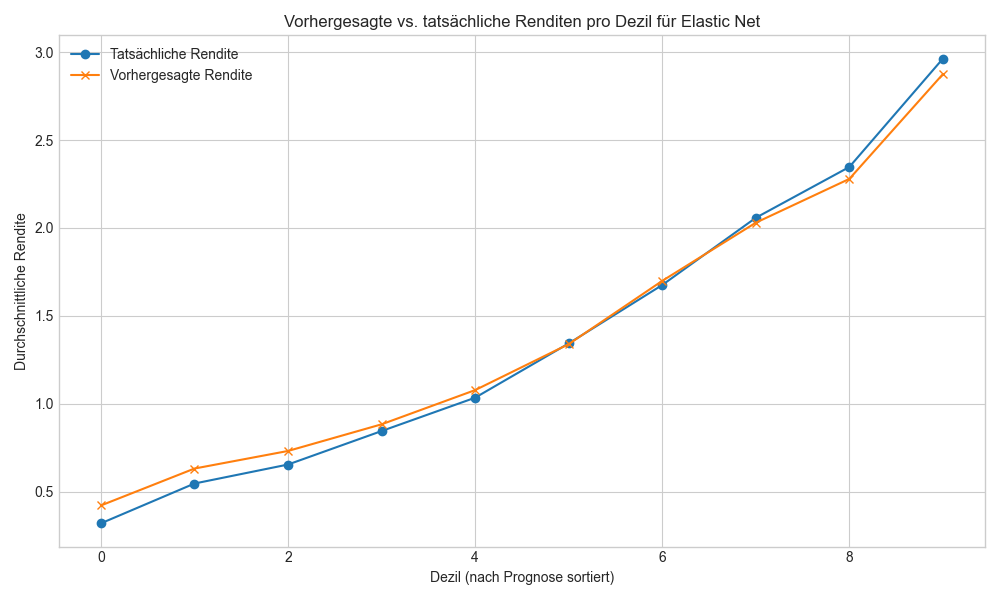 Vorhergesagte vs. tatsächliche Renditen pro Dezil für Elastic Net
Tatsächliche Rendite
Vorhergesagte Rendite
3.0
2.5
2.0
1.5
1.0
0.5
Durchschnittliche Rendite
0 2 4 6 8
Dezil (nach Prognose sortiert)